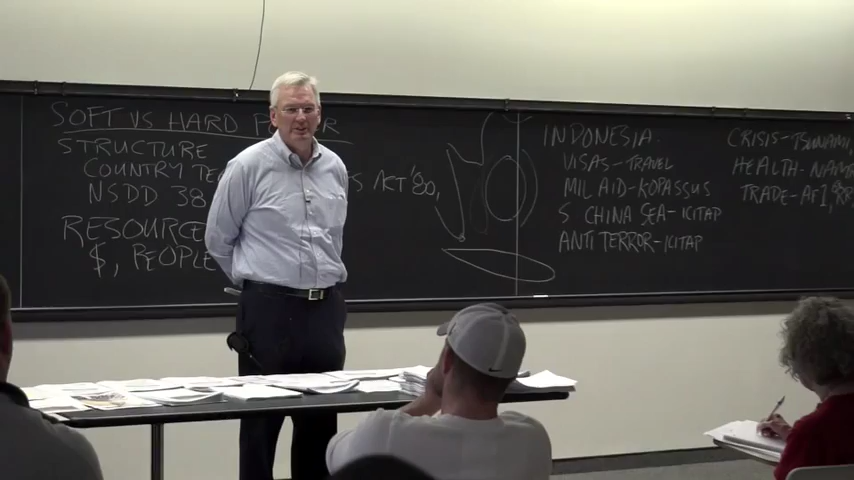 SOFT VS HARD
STRUCTURE
COUNTRY
NSDD 38
ACT '80,
RESOURCE
$, PEOPLE
INDONESIA
VISAS-TRAVEL
MIL AID-KOPASSUS
S CHINA SEA-ICITAP
ANTI TERROR-ICITAP
CRISIS-TSUNAMI,
HEALTH-NAM
TRADE-